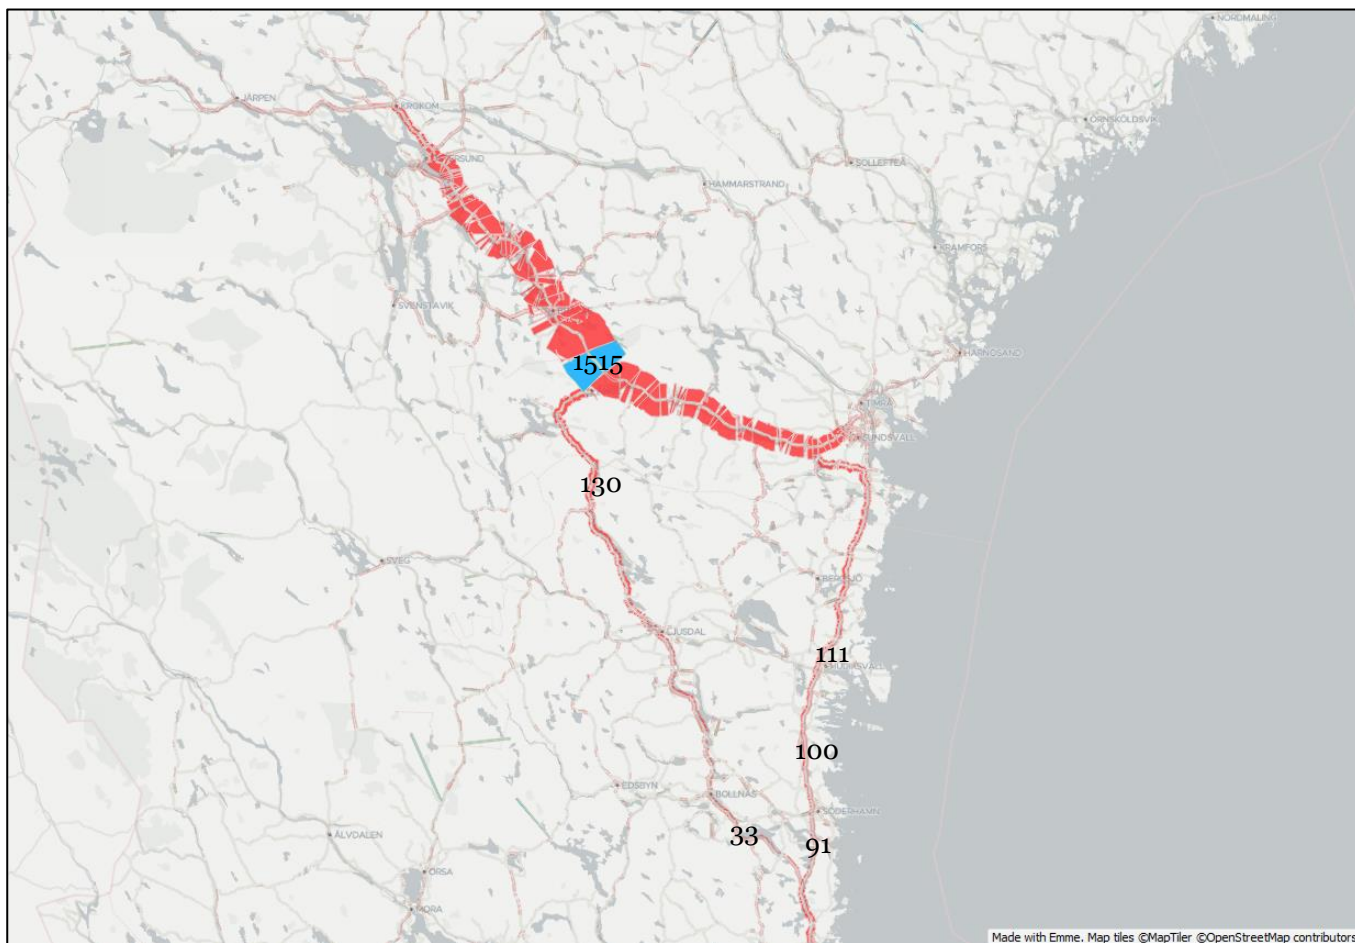 NORDMALING
JÄRPEN
KROKOM
ÖRNSKÖLDSVIK
SOLLEFTEÅ
HAMMARSTRAND
KRAMFORS
SVENSTAVIK
HÄRNÖSAND
1515
TIMRÅ
SUNDSVALL
130
SVEG
BERGSJÖ
LJUSDAL
111
HUDIKSVALL
100
EDSBYN
BOLLNÄS
SÖDERHAMN
ÄLVDALEN
33
91
ORSA
MORA
Made with Emme. Map tiles ©MapTiler ©OpenStreetMap contributors